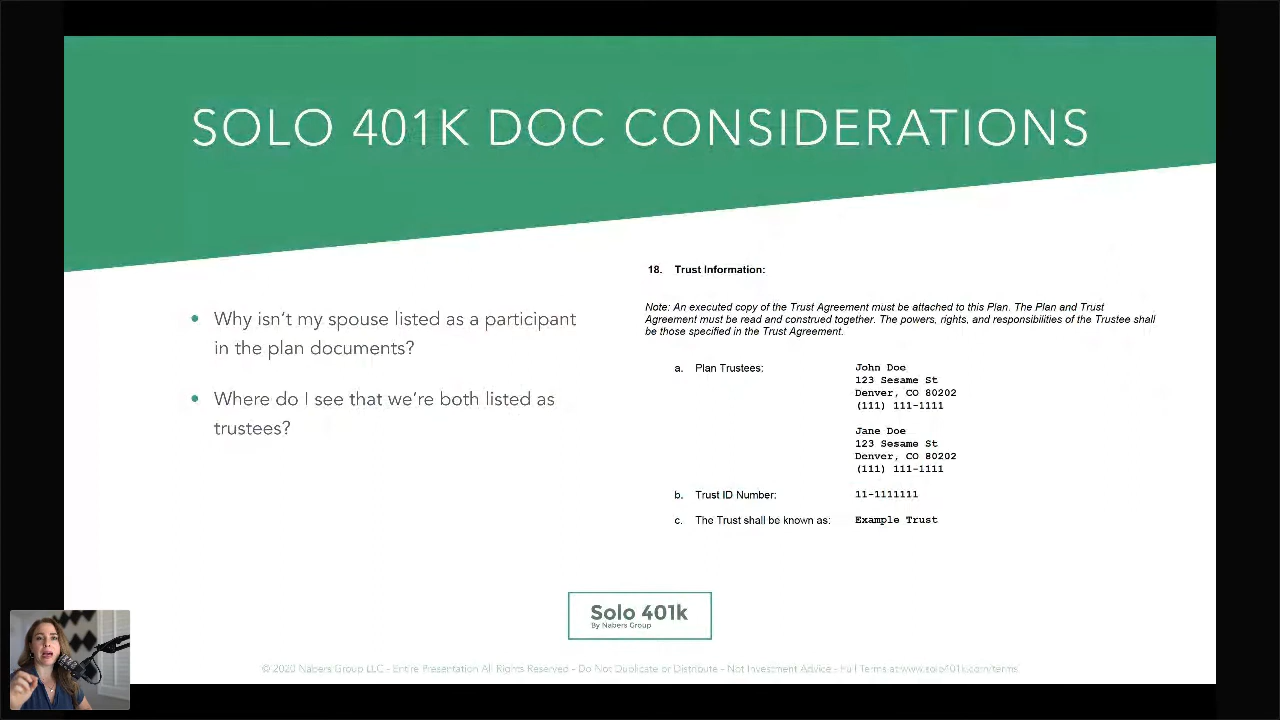 SOLO 401K DOC CONSIDERATIONS
• Why isn't my spouse listed as a participant
in the plan documents?
• Where do I see that we're both listed as
trustees?
18. Trust Information:
Note: An executed copy of the Trust Agreement must be attached to this Plan. The Plan and Trust
Agreement must be read and construed together. The powers, rights, and responsibilities of the Trustee shall
be those specified in the Trust Agreement.
a. Plan Trustees: John Doe
123 Sesame St
Denver, CO 80202
(111) 111-1111
Jane Doe
123 Sesame St
Denver, CO 80202
(111) 111-1111
b. Trust ID Number: 11-1111111
c. The Trust shall be known as: Example Trust
Solo 401k
By Nabers Group
© 2020 Nabers Group LLC - Entire Presentation All Rights Reserved - Do Not Duplicate or Distribute - Not Investment Advice - Full Terms at www.solo401k.com/terms